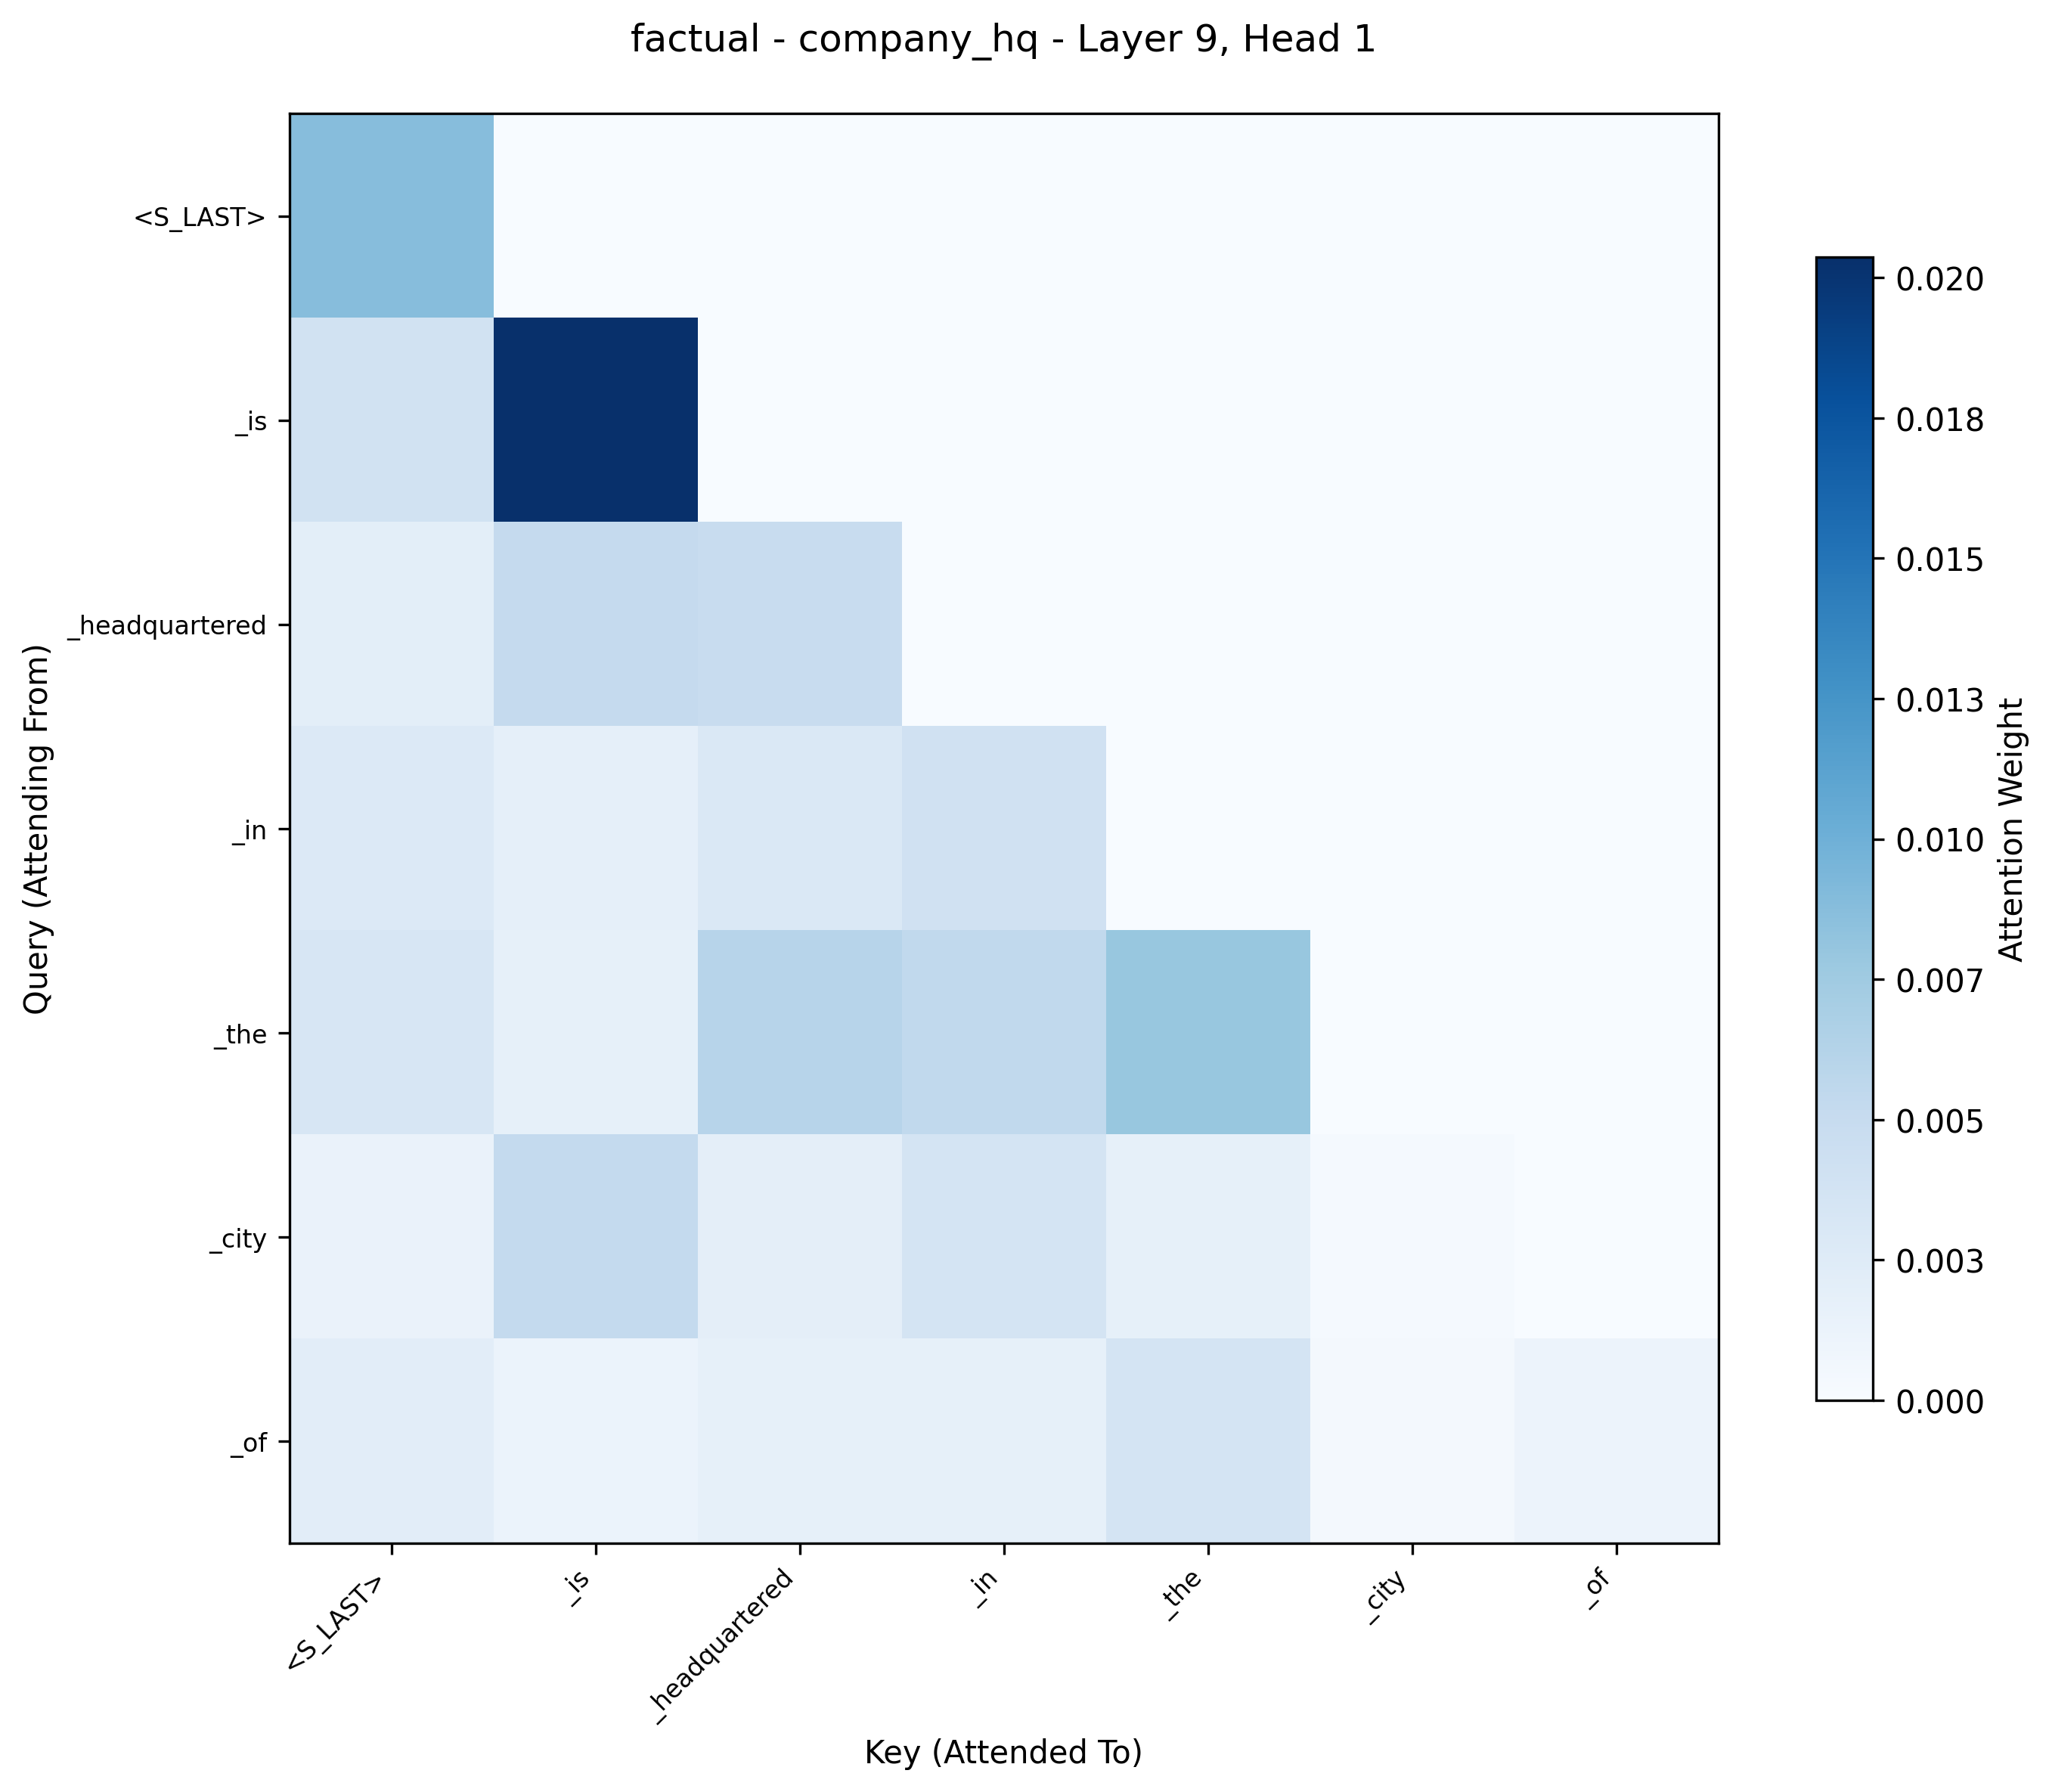 factual - company_hq - Layer 9, Head 1
Query (Attending From)
<S_LAST>
_is
_headquartered
_in
_the
_city
_of
<S_LAST>
_is
_headquartered
_in
_the
_city
_of
Key (Attended To)
0.020
0.018
0.015
0.013
0.010
0.007
0.005
0.003
0.000
Attention Weight